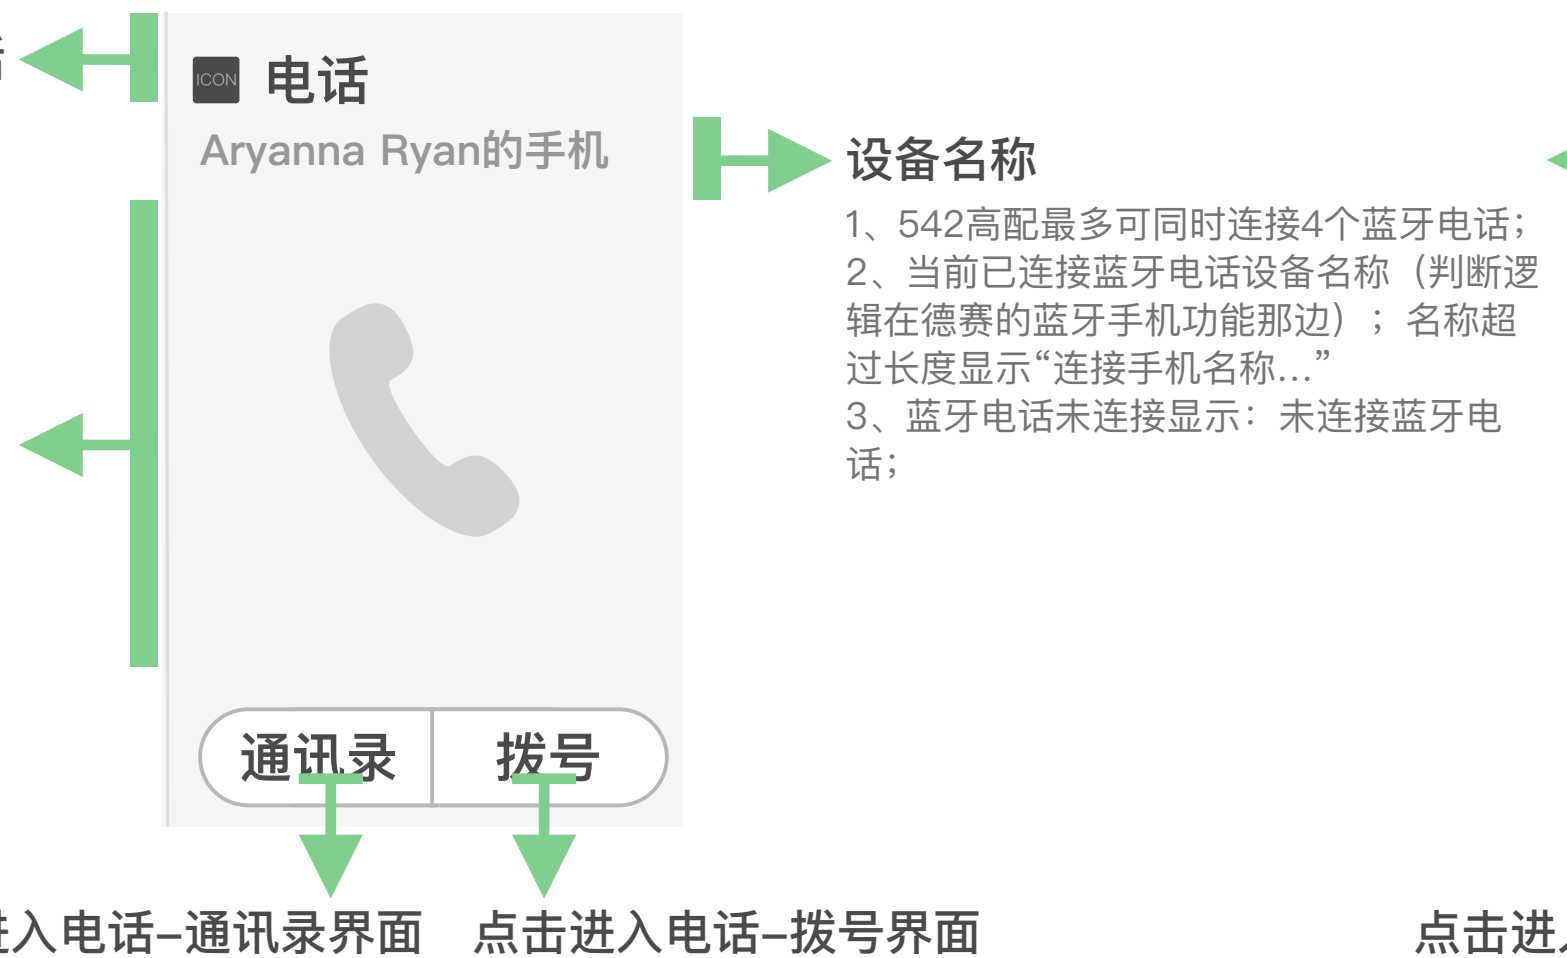 话
ICON 电话
Aryanna Ryan的手机
设备名称
1、542高配最多可同时连接4个蓝牙电话；
2、当前已连接蓝牙电话设备名称（判断逻
辑在德赛的蓝牙手机功能那边）；名称超
过长度显示“连接手机名称...”
3、蓝牙电话未连接显示：未连接蓝牙电
话；
通讯录 拨号
进入电话–通讯录界面 点击进入电话–拨号界面 点击进入